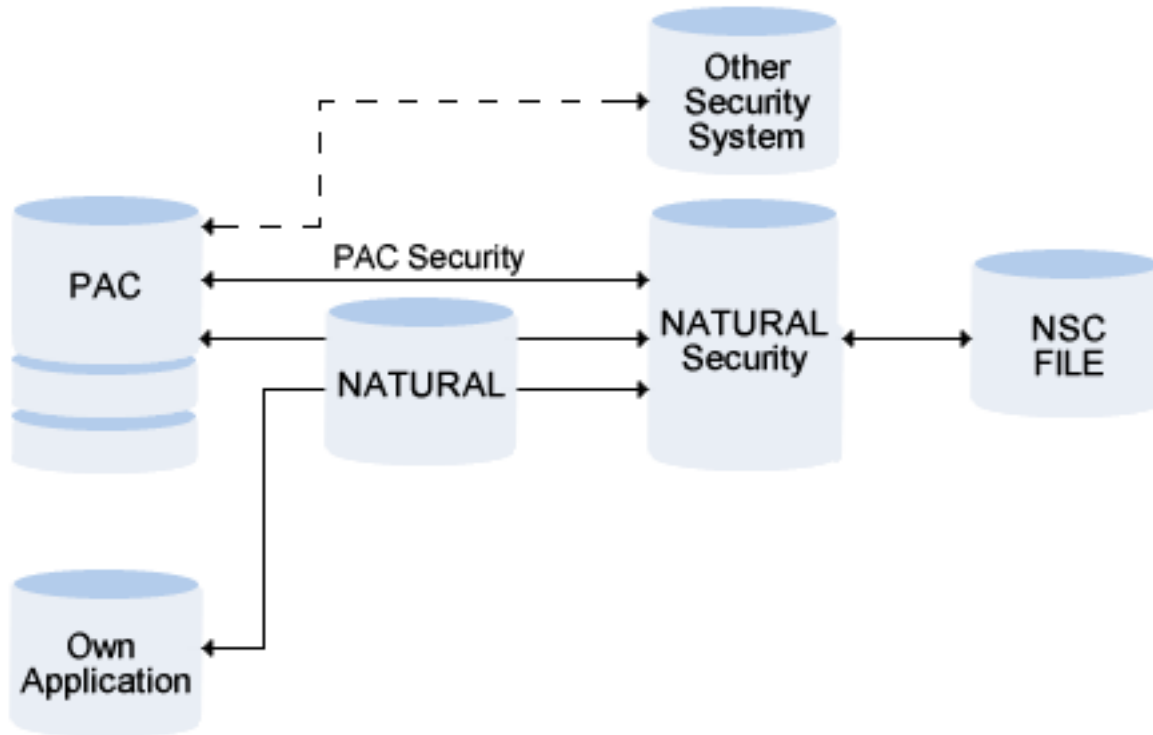 Other
Security
System
PAC Security
PAC
NATURAL
Security
NSC
FILE
NATURAL
Own
Application